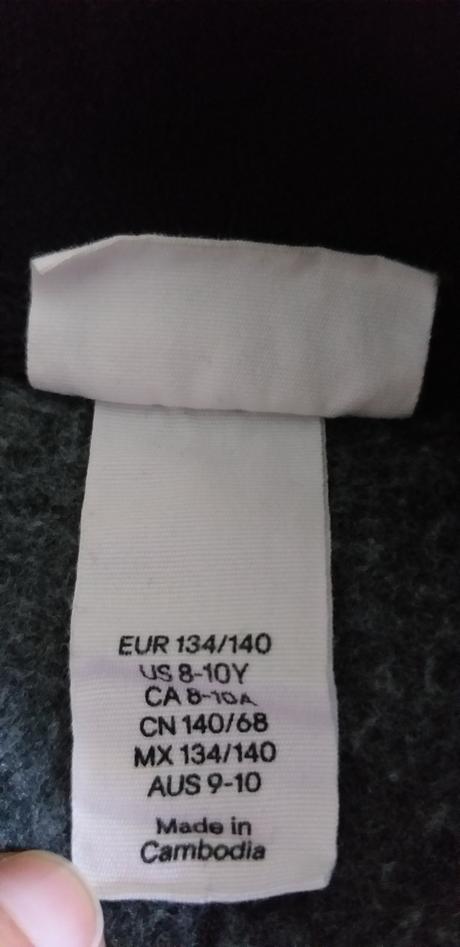 EUR 134/140
US 8-10Y
CA 8-10A
CN 140/68
MX 134/140
AUS 9-10
Made in
Cambodia